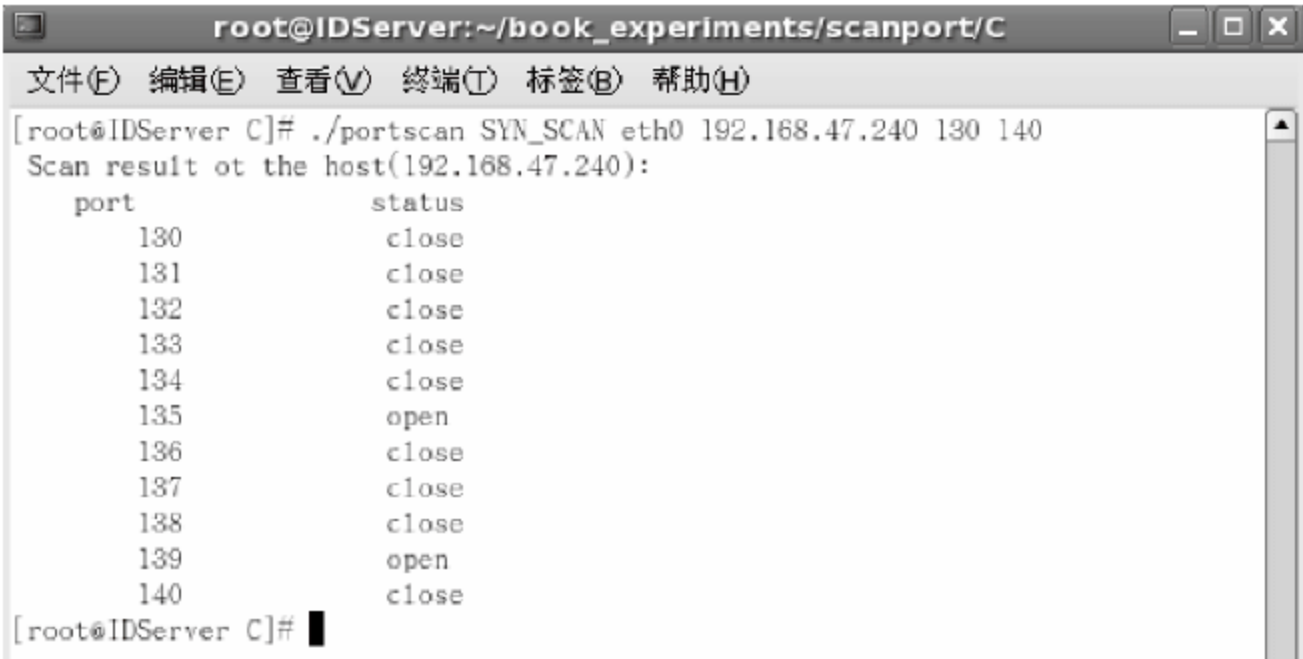 root@IDServer:~/book_experiments/scanport/C
文件(F) 编辑(E) 查看(V) 终端(T) 标签(B) 帮助(H)
[root@IDServer C]# ./portscan SYN_SCAN eth0 192.168.47.240 130 140
Scan result ot the host(192.168.47.240):
port status
130 close
131 close
132 close
133 close
134 close
135 open
136 close
137 close
138 close
139 open
140 close
[root@IDServer C]#